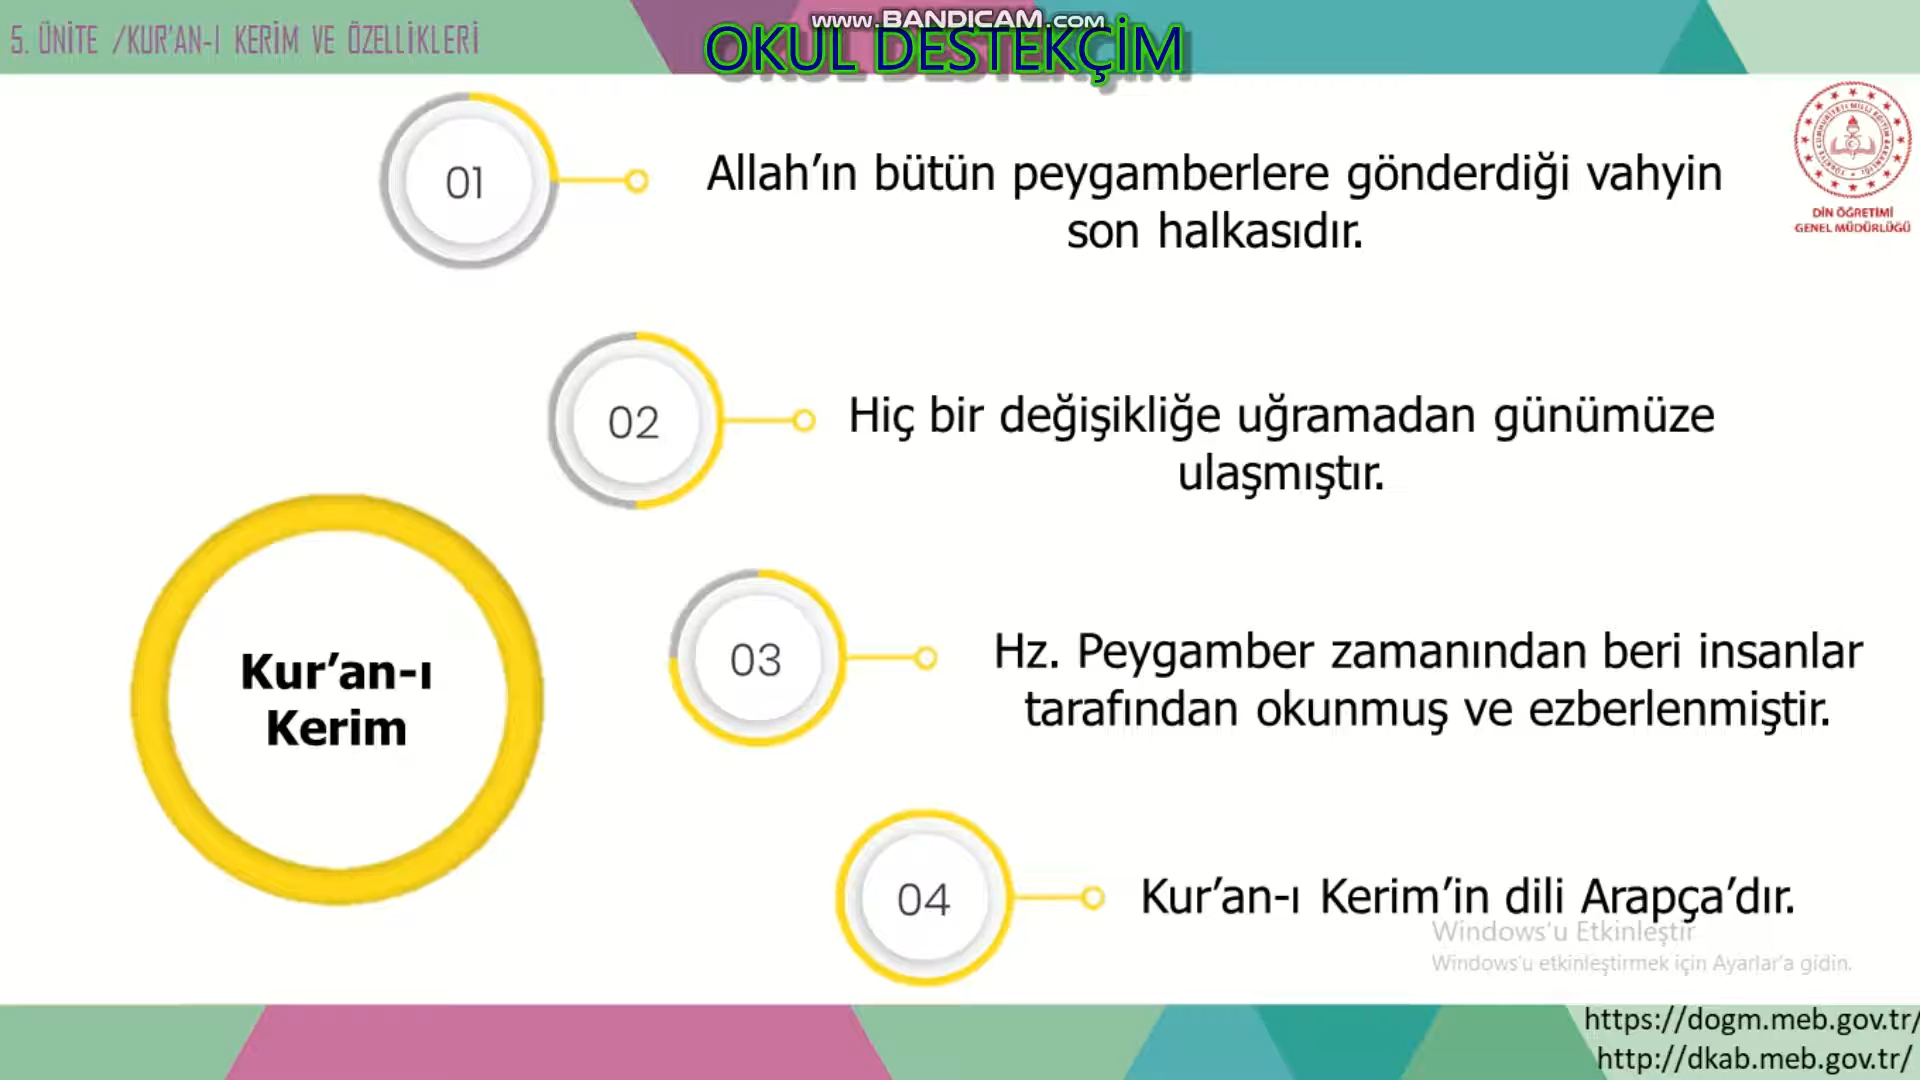 5. ÜNİTE /KUR'AN-I KERİM VE ÖZELLİKLERİ
www.BANDICAM.com
OKUL DESTEKÇİM
01
Allah’ın bütün peygamberlere gönderdiği vahyin
son halkasıdır.
DİN ÖĞRETİMİ
GENEL MÜDÜRLÜĞÜ
02
Hiç bir değişikliğe uğramadan günümüze
ulaşmıştır.
Kur’an-ı
Kerim
03
Hz. Peygamber zamanından beri insanlar
tarafından okunmuş ve ezberlenmiştir.
04
Kur’an-ı Kerim’in dili Arapça’dır.
Windows'u Etkinleştir
Windows'u etkinleştirmek için Ayarlar'a gidin.
https://dogm.meb.gov.tr/
http://dkab.meb.gov.tr/